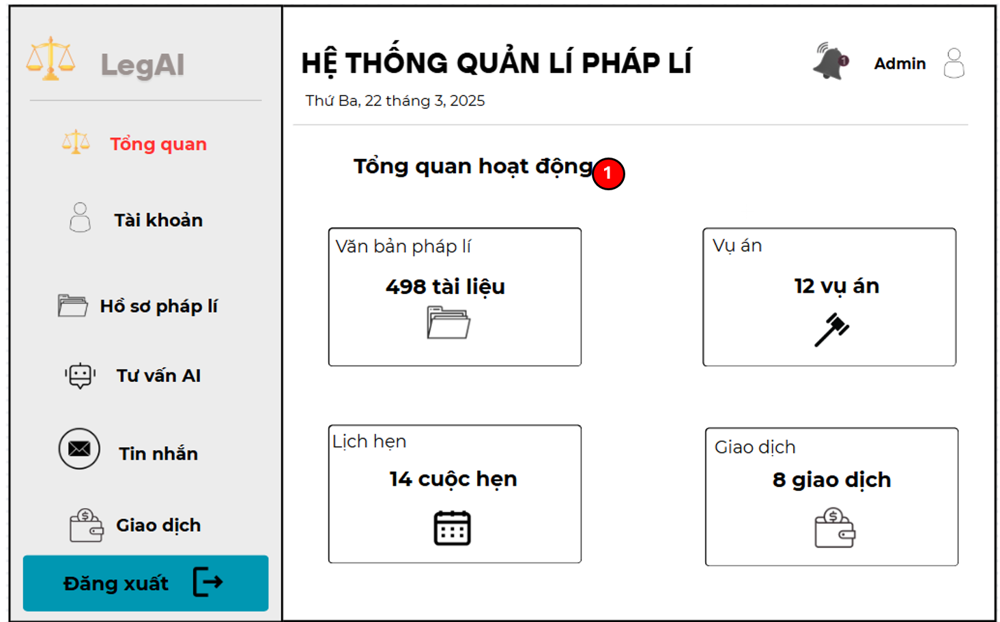 LegAI
Tổng quan
Tài khoản
Hồ sơ pháp lí
Tư vấn AI
Tin nhắn
Giao dịch
Đăng xuất
HỆ THỐNG QUẢN LÍ PHÁP LÍ
Thứ Ba, 22 tháng 3, 2025
1
Admin
Tổng quan hoạt động
1
Văn bản pháp lí
498 tài liệu
Vụ án
12 vụ án
Lịch hẹn
14 cuộc hẹn
Giao dịch
8 giao dịch